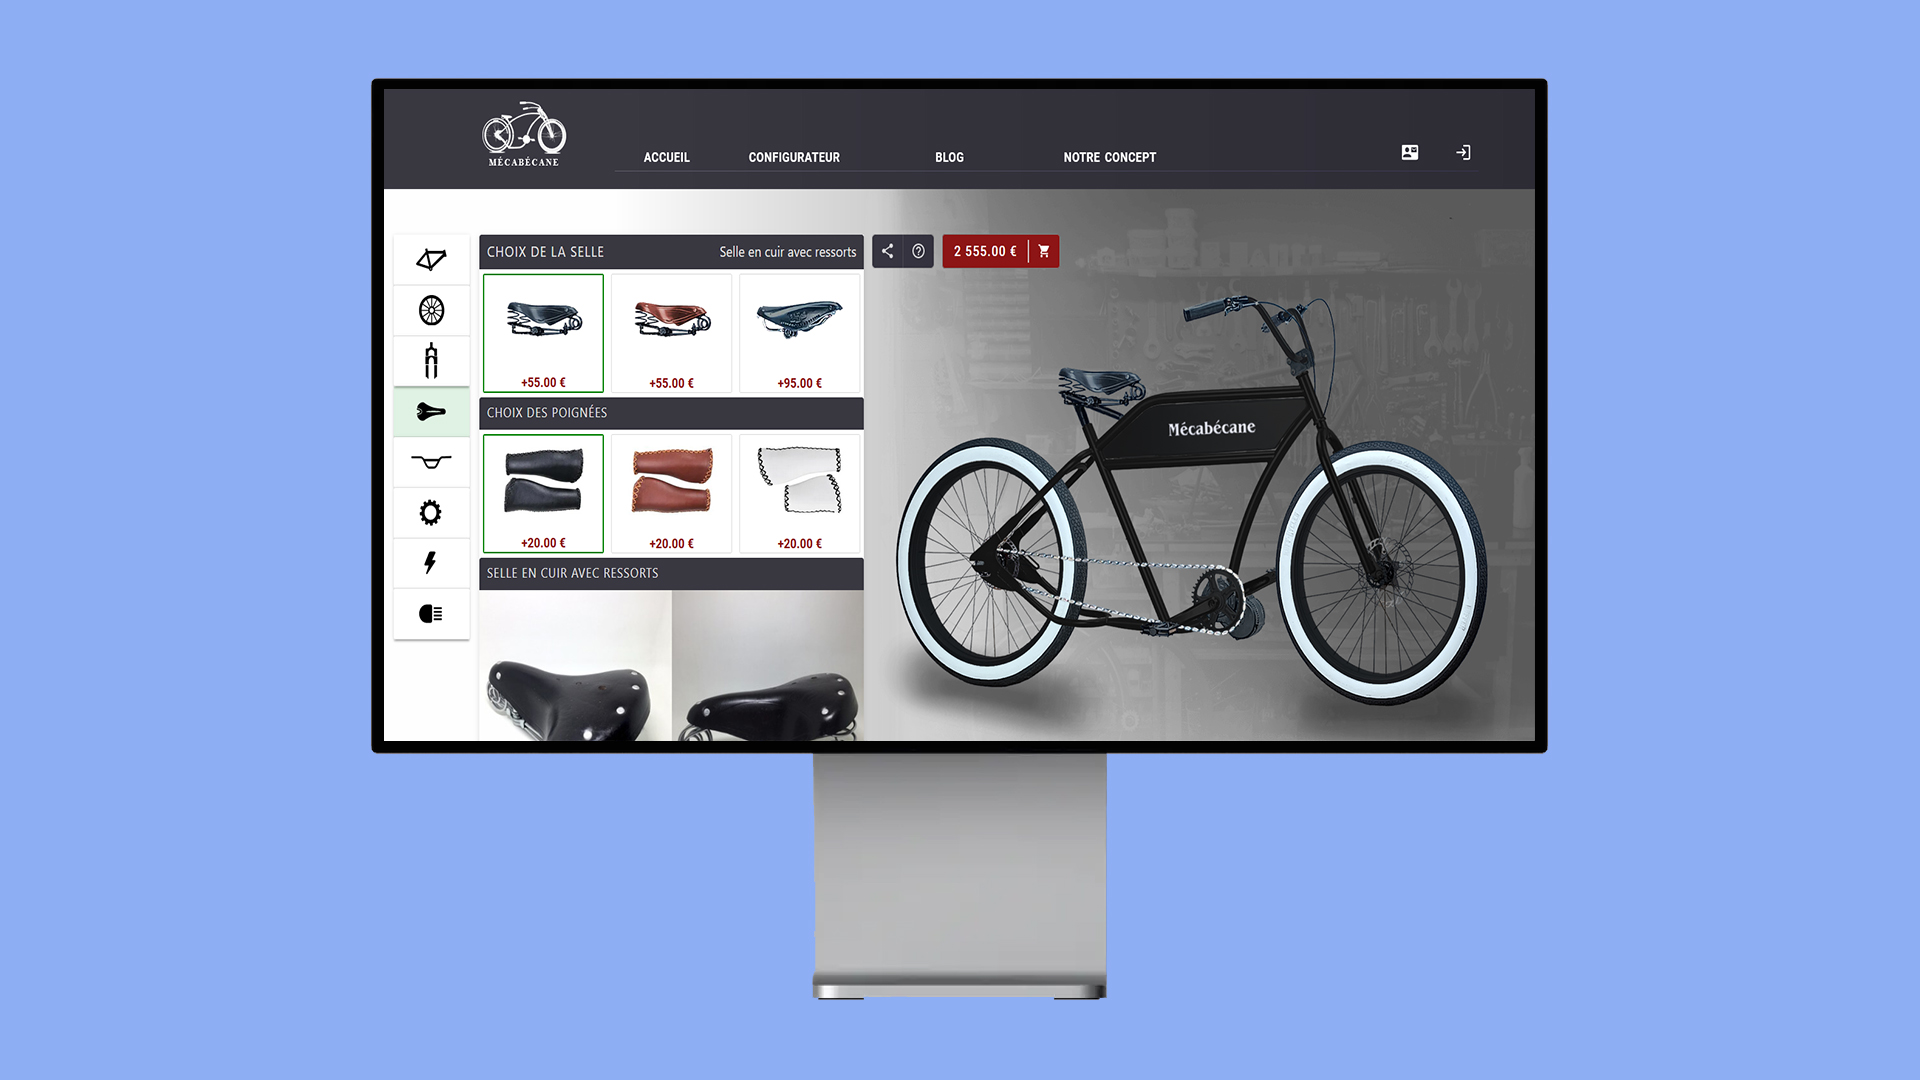 MÉCABÉCANE
ACCUEIL
CONFIGURATEUR
BLOG
NOTRE CONCEPT
CHOIX DE LA SELLE
Selle en cuir avec ressorts
2 555.00 €
+55.00 €
+55.00 €
+95.00 €
CHOIX DES POIGNÉES
Mécabécane
+20.00 €
+20.00 €
+20.00 €
SELLE EN CUIR AVEC RESSORTS